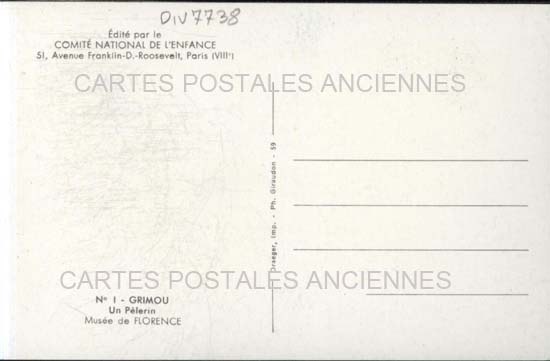 DIV7738
Édité par le
COMITÉ NATIONAL DE L'ENFANCE
51, Avenue Franklin-D.-Roosevelt, Paris (VIIIᵉ)
CARTES POSTALES ANCIENNES
Draeger, Imp. - Ph. Giraudon - 59
CARTES POSTALES ANCIENNES
Nº 1 - GRIMOU
Un Pèlerin
Musée de FLORENCE